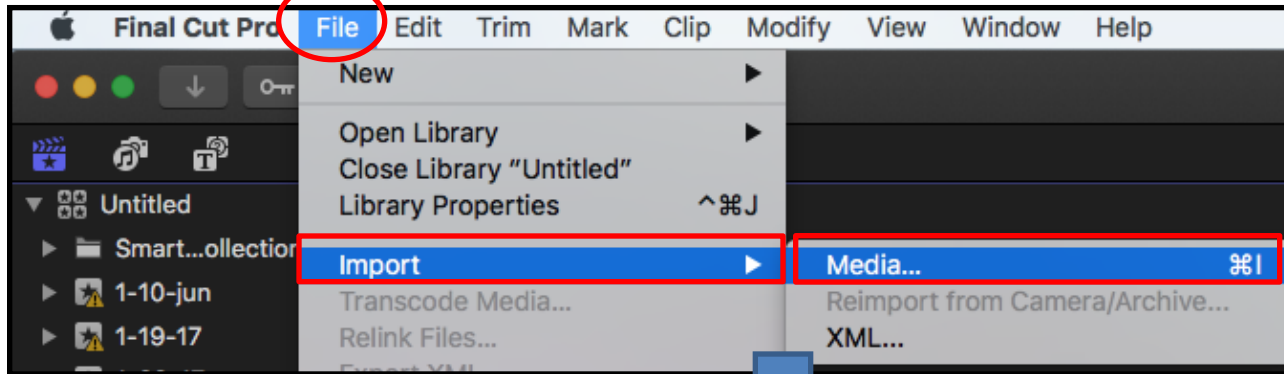 Final Cut Pro File Edit Trim Mark Clip Modify View Window Help
New
Open Library
Close Library "Untitled"
Library Properties ^⌘J
Untitled
Smart...ollection
Import
Media... ⌘I
1-10-jun
Transcode Media...
Reimport from Camera/Archive...
1-19-17
Relink Files...
XML...